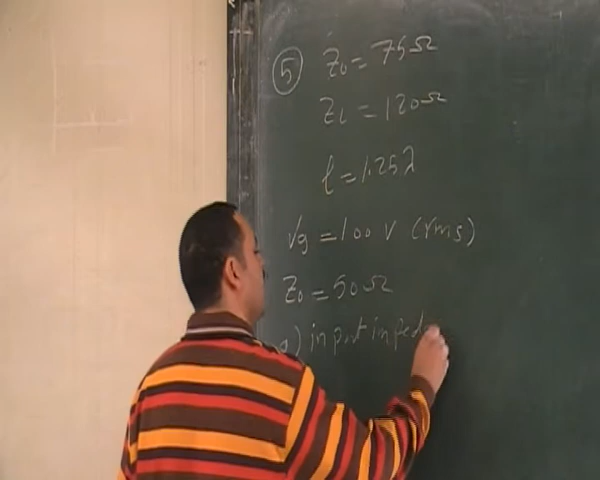 5 Z0 = 75Ω
ZL = 120Ω
l = 1.25λ
Vg = 100 V (rms)
Z0 = 50Ω
a) input imped